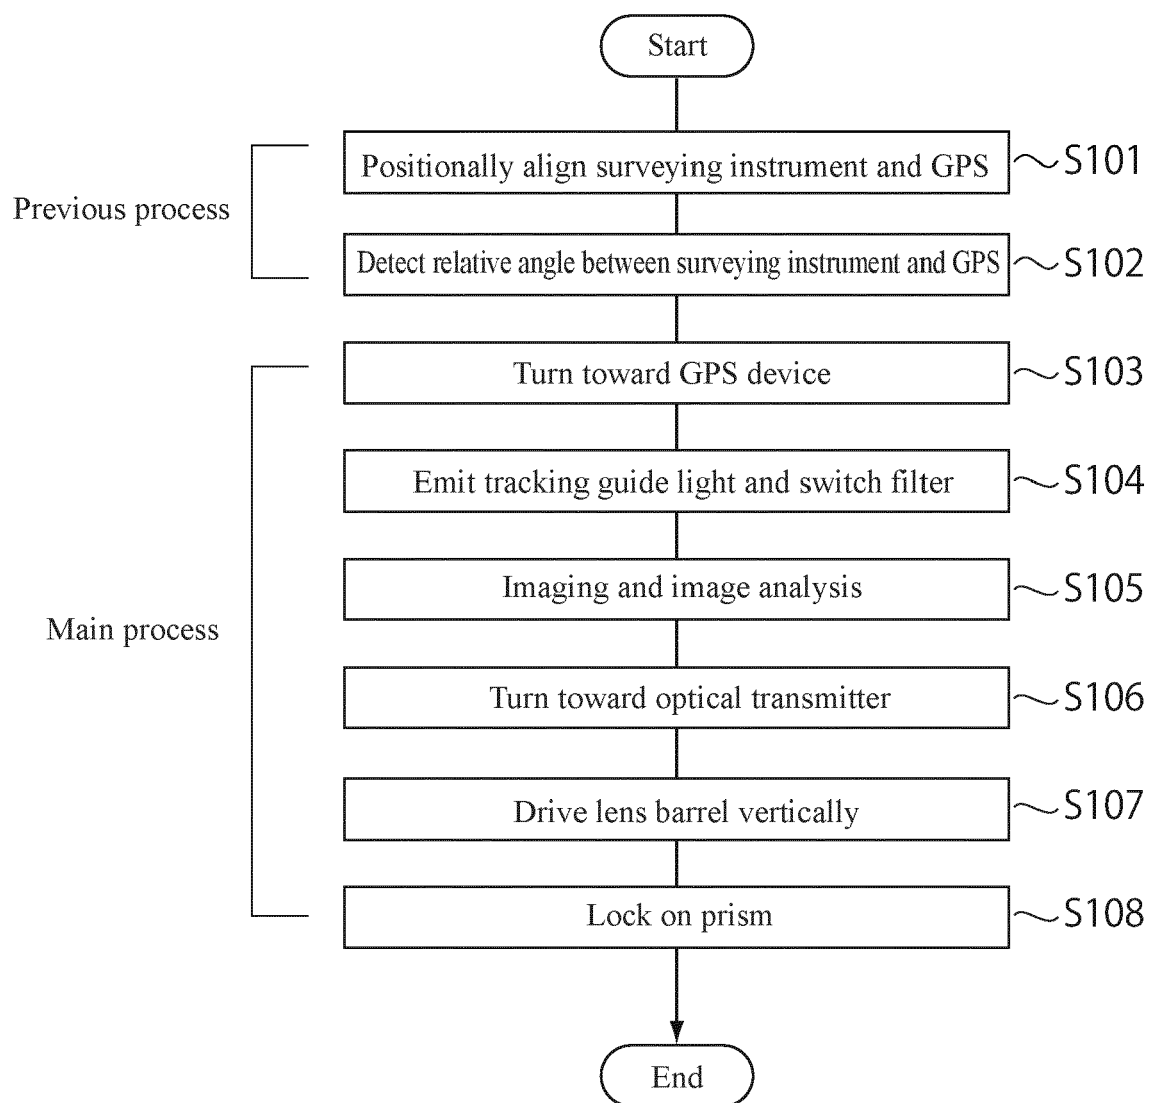 Start
Positionally align surveying instrument and GPS
S101
Previous process
Detect relative angle between surveying instrument and GPS
S102
Turn toward GPS device
S103
Emit tracking guide light and switch filter
S104
Imaging and image analysis
S105
Main process
Turn toward optical transmitter
S106
Drive lens barrel vertically
S107
Lock on prism
S108
End